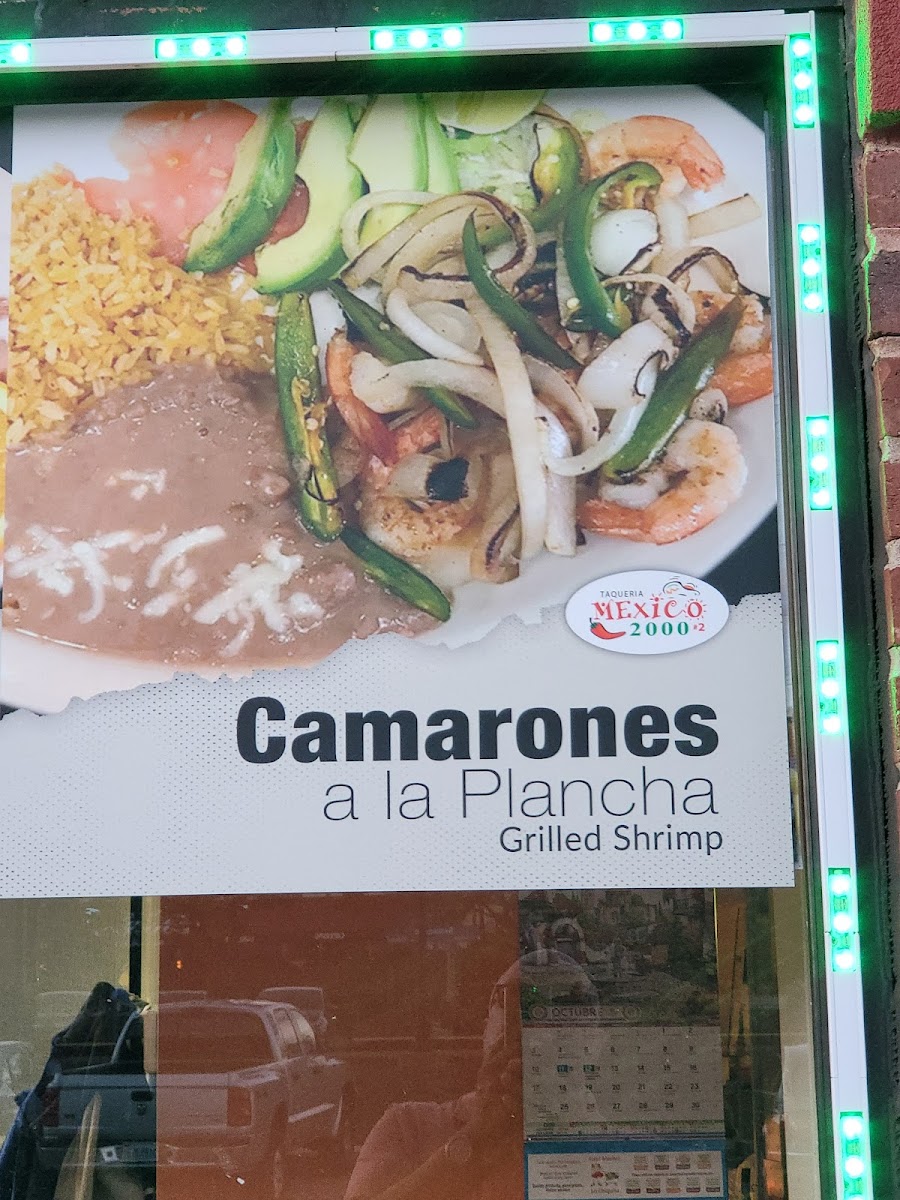 TAQUERIA
MEXICO
2000 #2
Camarones
a la Plancha
Grilled Shrimp
OCTUBRE